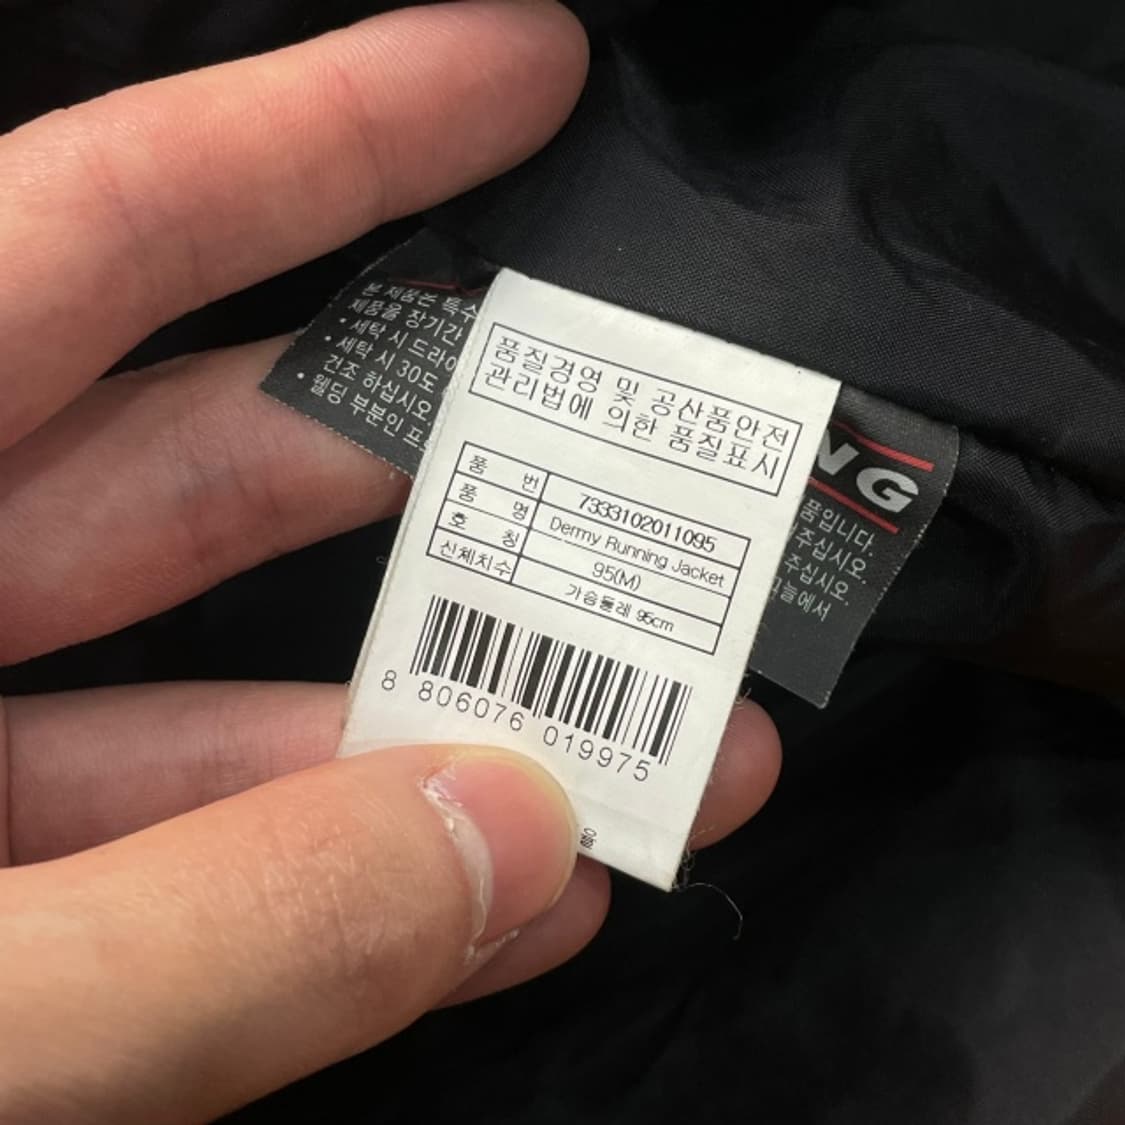 품질경영 및 공산품안전
관리법에 의한 품질표시
품 번 7333102011095
품 명 Dermy Running Jacket
호 칭 95(M)
신체치수 가슴둘레 95cm
8 806076 019975
율
본 제품은 특수
제품을 장기간
• 세탁 시 드라이
• 세탁 시 30도
건조 하십시오.
• 웰딩 부분인
NG
품입니다.
주십시오.
주십시오.
그늘에서